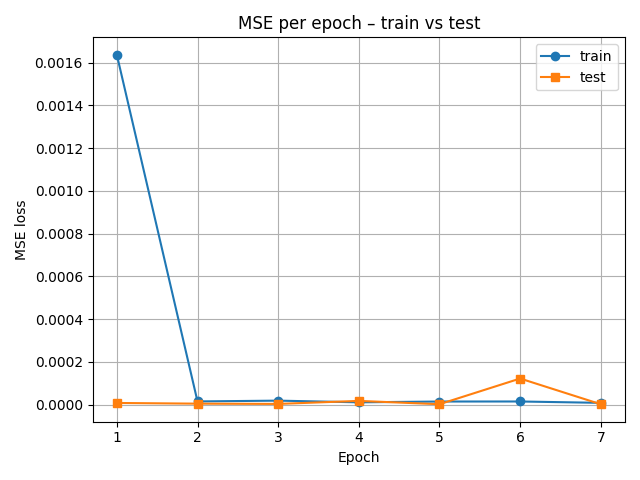 MSE per epoch – train vs test
train
test
0.0016
0.0014
0.0012
0.0010
0.0008
0.0006
0.0004
0.0002
0.0000
MSE loss
1 2 3 4 5 6 7
Epoch